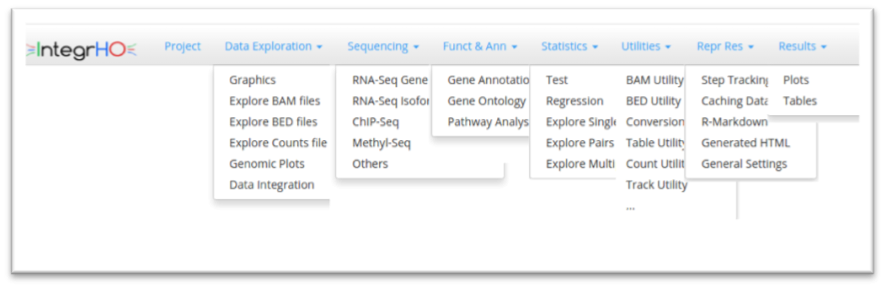 IntegrHO Project Data Exploration Sequencing Funct & Ann Statistics Utilities Repr Res Results
Graphics
Explore BAM files
Explore BED files
Explore Counts file
Genomic Plots
Data Integration
RNA-Seq Gene
RNA-Seq Isofor
ChIP-Seq
Methyl-Seq
Others
Gene Annotatio
Gene Ontology
Pathway Analys
Test
Regression
Explore Single
Explore Pairs
Explore Multi
BAM Utility
BED Utility
Conversion
Table Utility
Count Utilit
Track Utility
...
Step Tracking
Caching Data
R-Markdown
Generated HTML
General Settings
Plots
Tables